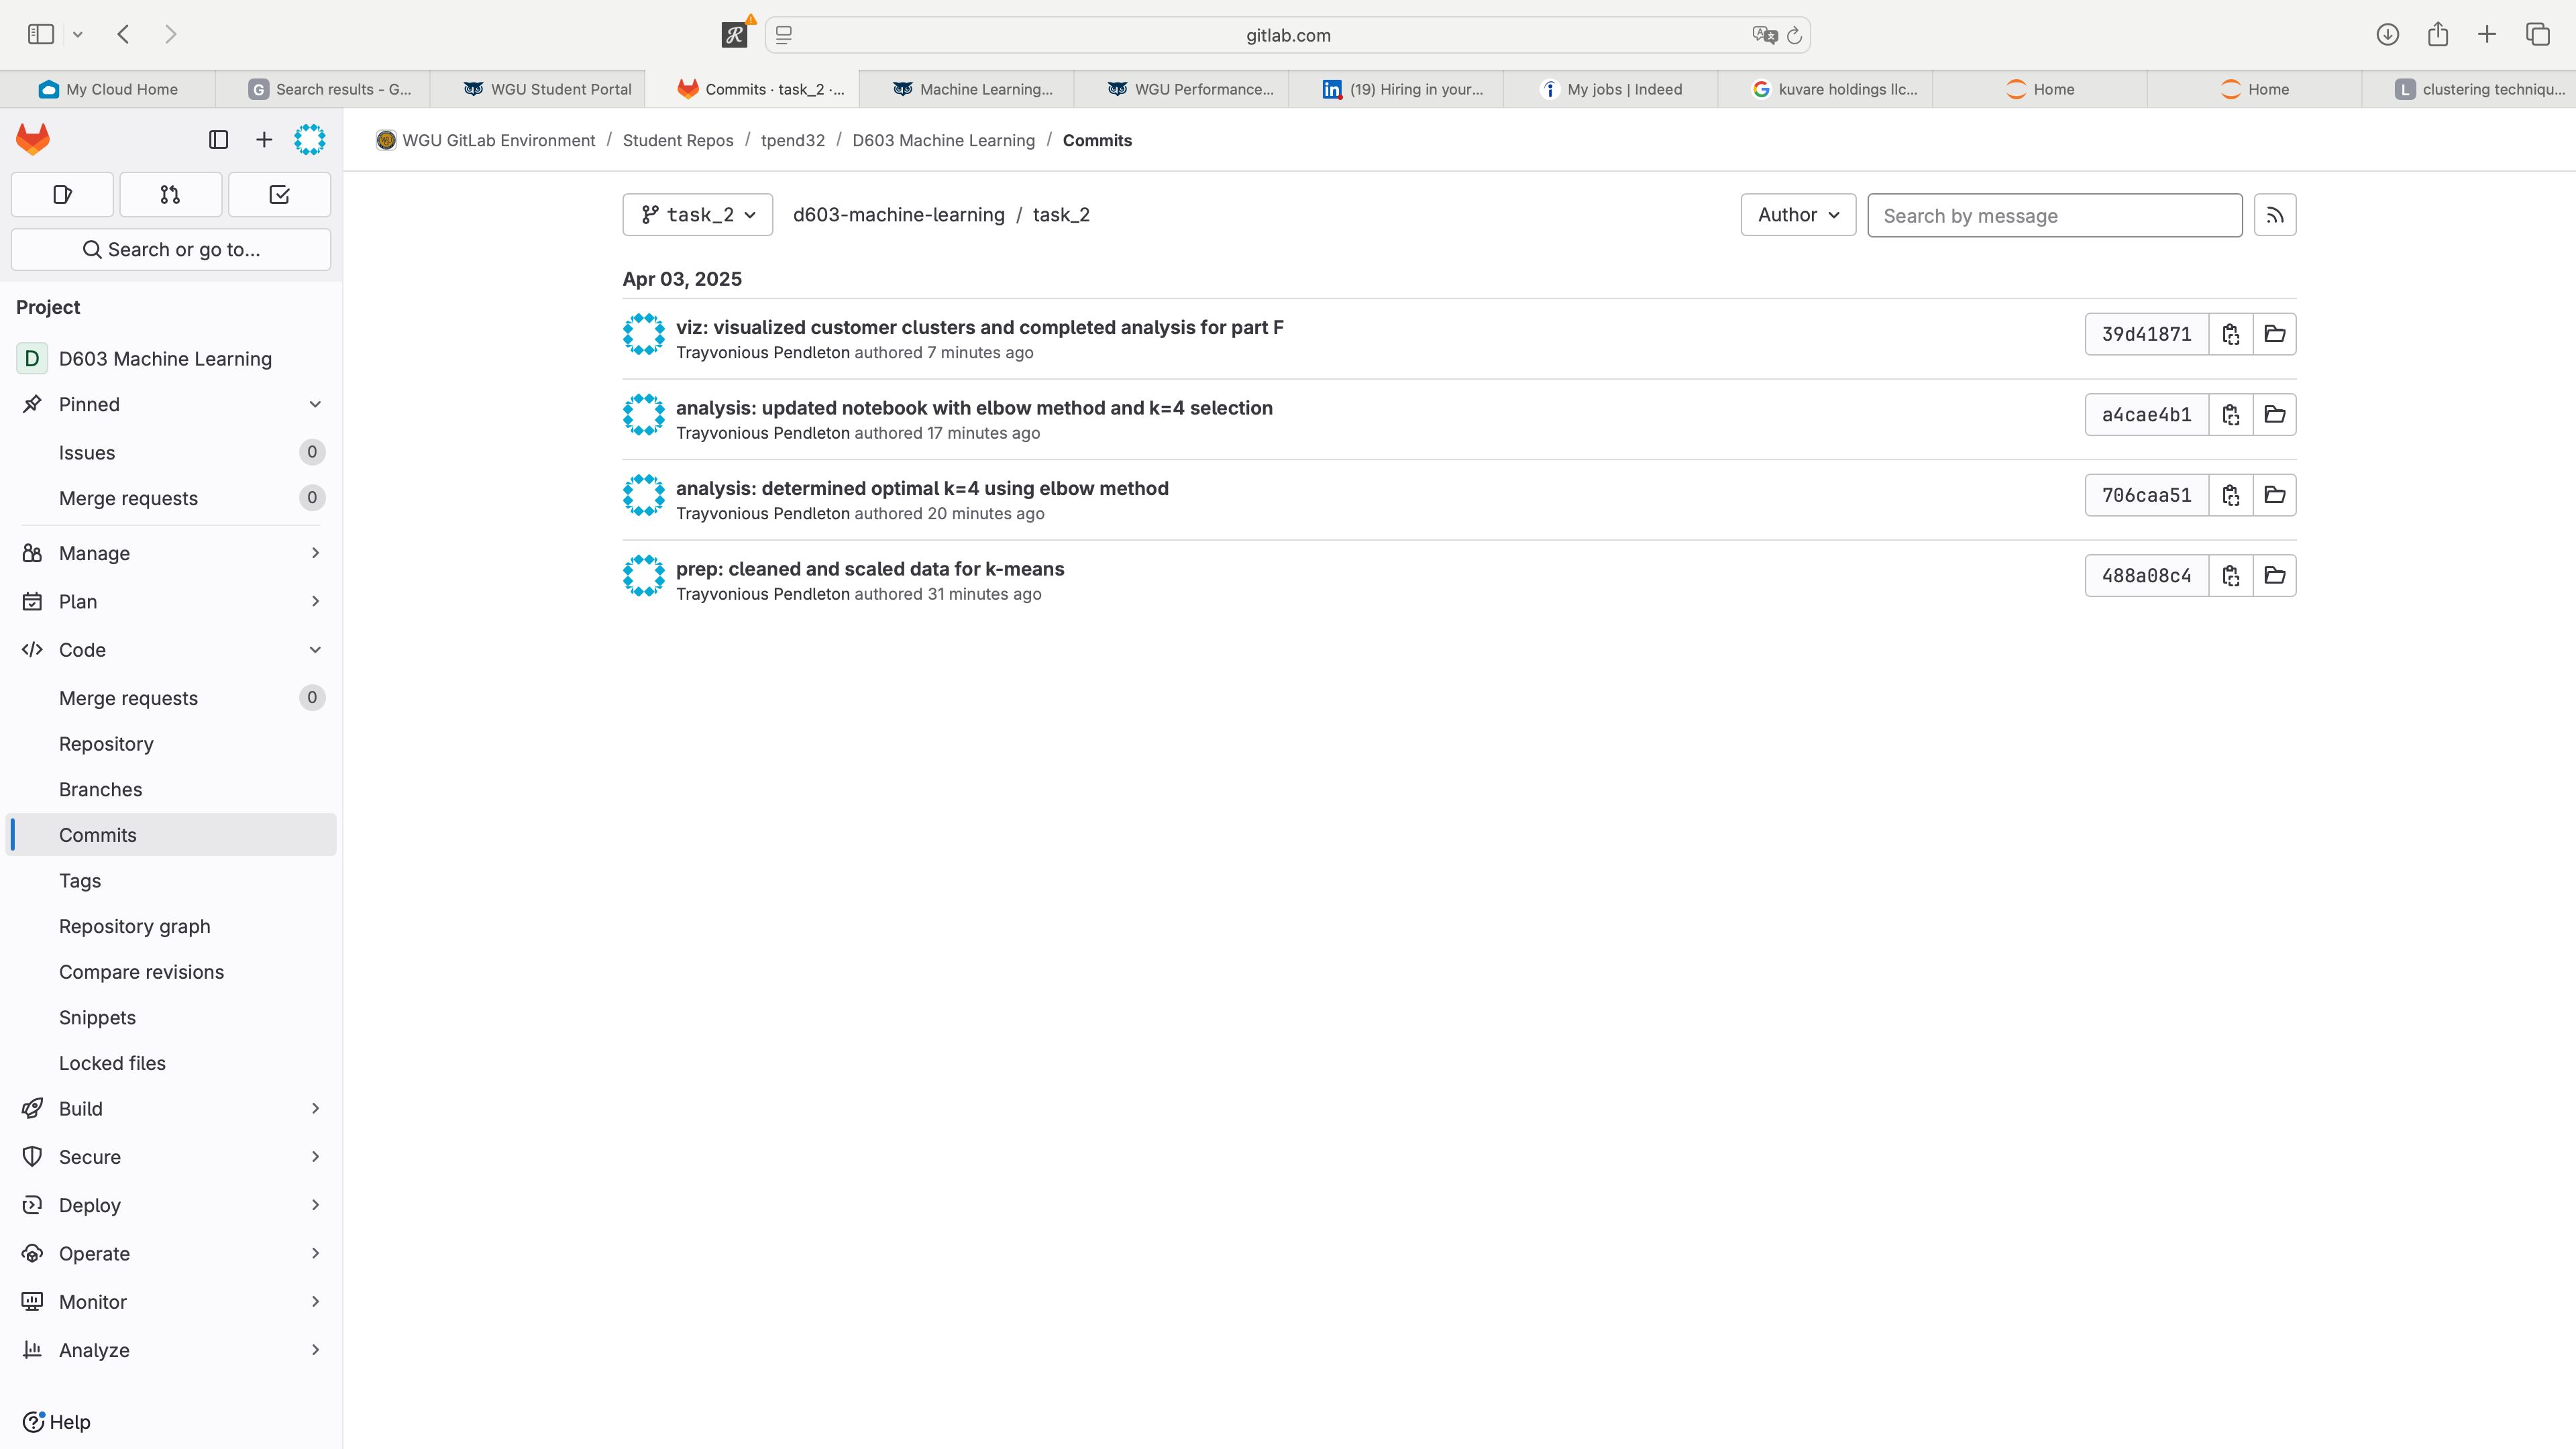 gitlab.com
My Cloud Home
G Search results - G...
WGU Student Portal
Commits · task_2 ·...
Machine Learning...
WGU Performance...
in (19) Hiring in your...
My jobs | Indeed
G kuvare holdings llc...
Home
Home
L clustering techniqu...
WGU GitLab Environment / Student Repos / tpend32 / D603 Machine Learning / Commits
Search or go to...
Project
D D603 Machine Learning
Pinned
Issues 0
Merge requests 0
Manage
Plan
Code
Merge requests 0
Repository
Branches
Commits
Tags
Repository graph
Compare revisions
Snippets
Locked files
Build
Secure
Deploy
Operate
Monitor
Analyze
Help
task_2 d603-machine-learning / task_2
Author Search by message
Apr 03, 2025
viz: visualized customer clusters and completed analysis for part F
Trayvonious Pendleton authored 7 minutes ago
39d41871
analysis: updated notebook with elbow method and k=4 selection
Trayvonious Pendleton authored 17 minutes ago
a4cae4b1
analysis: determined optimal k=4 using elbow method
Trayvonious Pendleton authored 20 minutes ago
706caa51
prep: cleaned and scaled data for k-means
Trayvonious Pendleton authored 31 minutes ago
488a08c4